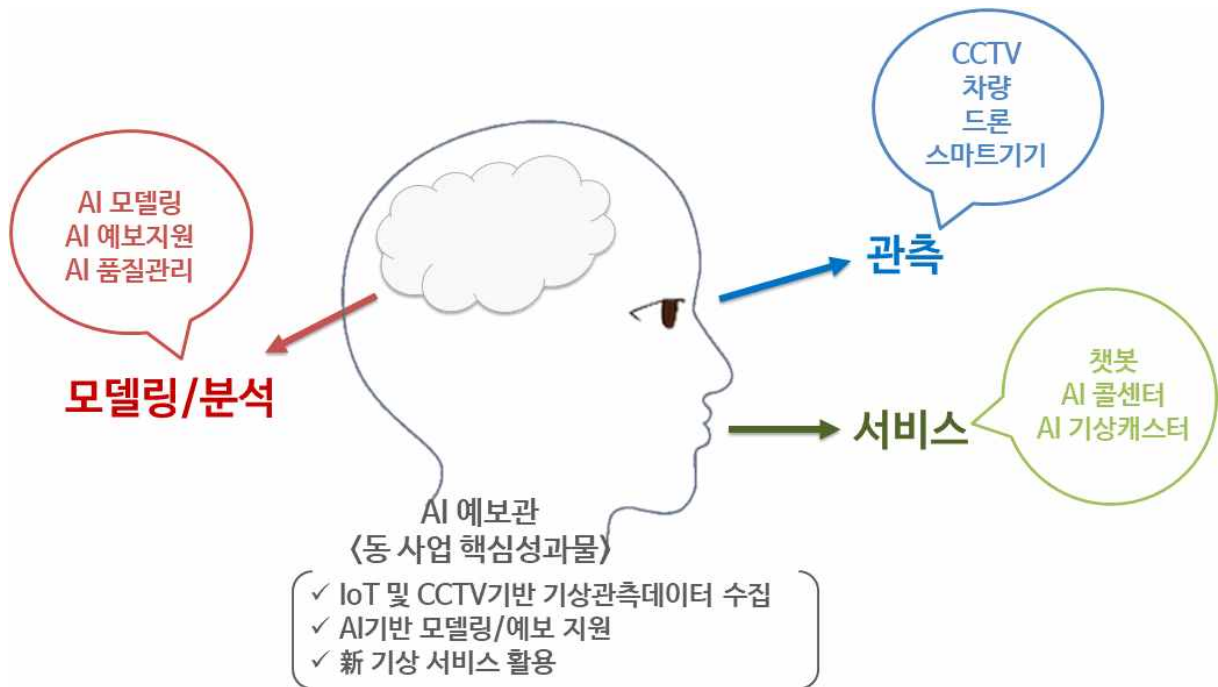 CCTV
차량
드론
스마트기기
관측
AI 모델링
AI 예보지원
AI 품질관리
모델링/분석
챗봇
AI 콜센터
AI 기상캐스터
서비스
AI 예보관
〈동 사업 핵심성과물〉
✓ IoT 및 CCTV기반 기상관측데이터 수집
✓ AI기반 모델링/예보 지원
✓ 新 기상 서비스 활용